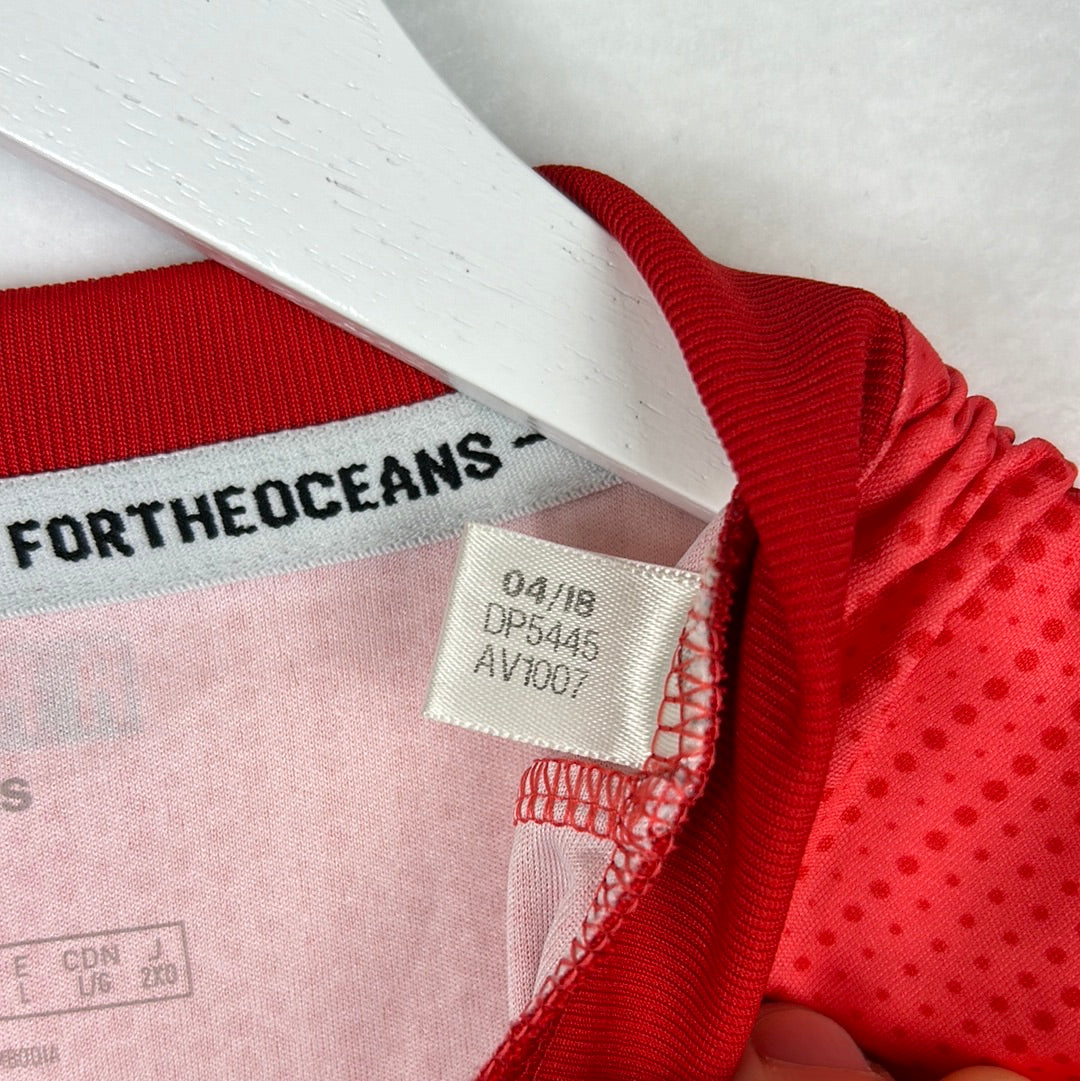 FORTHEOCEANS –
04/18
DP5445
AV1007
S
E CDN J
L L/G 2XO